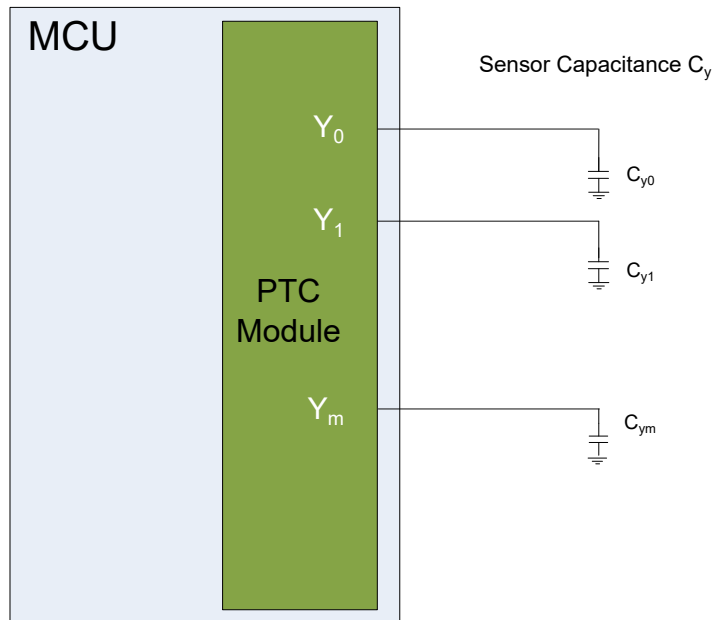 MCU
Sensor Capacitance Cy
Y0
Cy0
Y1
Cy1
PTC
Module
Ym
Cym